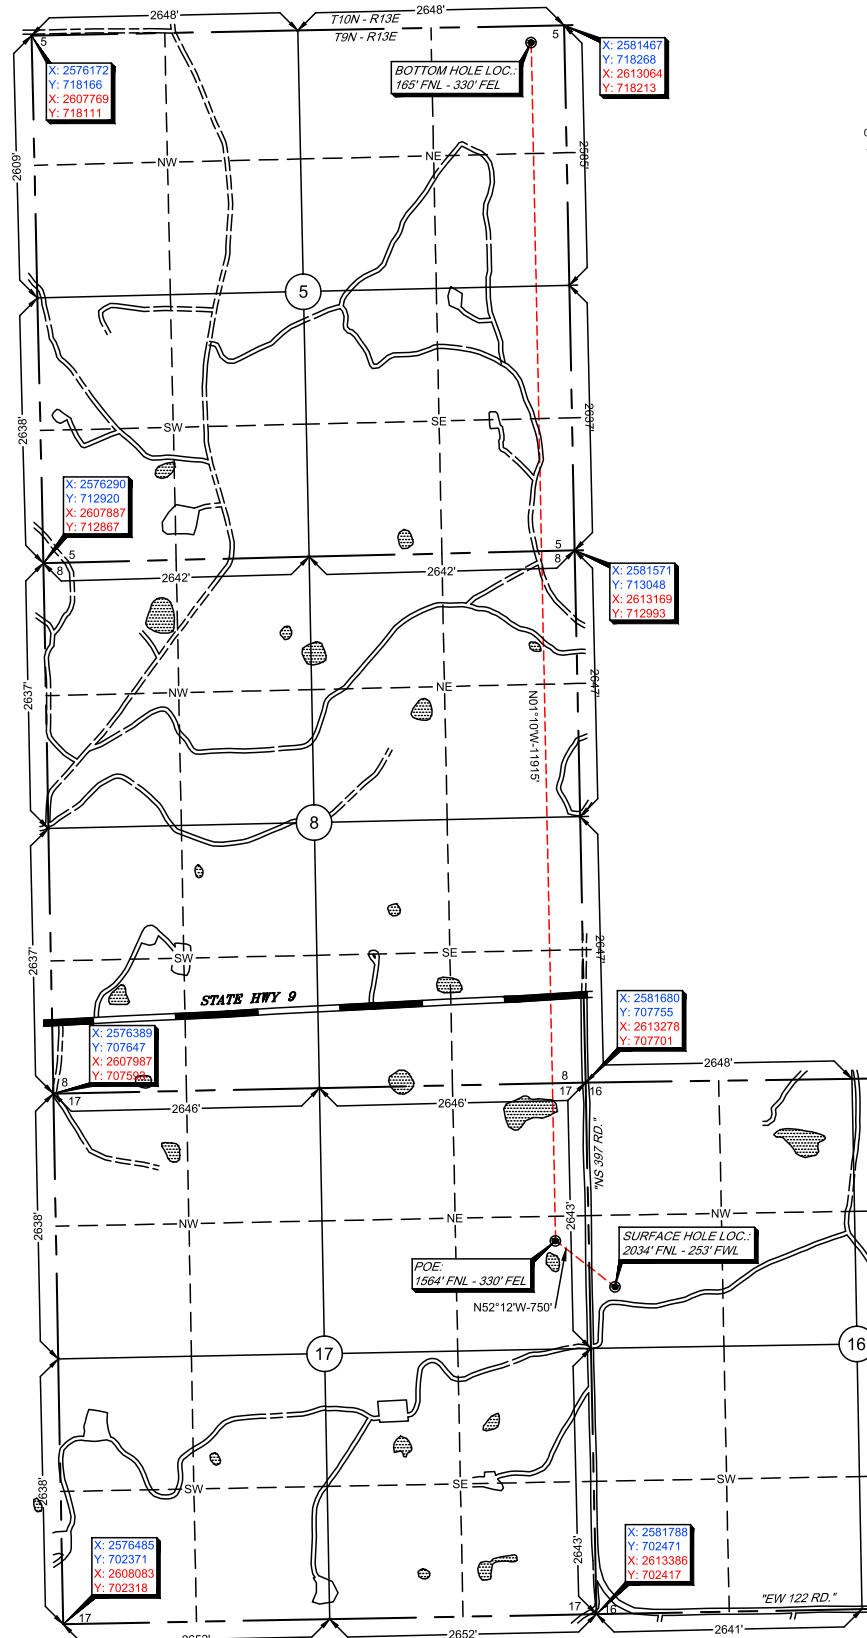 2648'
2648'
T10N - R13E
T9N - R13E
5
5
X: 2576172
Y: 718166
X: 2607769
Y: 718111
BOTTOM HOLE LOC.:
165' FNL - 330' FEL
X: 2581467
Y: 718268
X: 2613064
Y: 718213
2609'
NW
NE
2585'
5
2638'
SW
SE
2637'
X: 2576290
Y: 712920
X: 2607887
Y: 712867
5
8
5
8
2642'
2642'
X: 2581571
Y: 713048
X: 2613169
Y: 712993
2637'
NW
NE
2647'
N01°10'W-11915'
8
2637'
SW
SE
2647'
STATE HWY 9
X: 2576389
Y: 707647
X: 2607987
Y: 707593
X: 2581680
Y: 707755
X: 2613278
Y: 707701
8
17
8
17
16
2646'
2646'
2648'
"NS 397 RD."
2638'
NW
NE
2643'
NW
SURFACE HOLE LOC.:
2034' FNL - 253' FWL
POE:
1564' FNL - 330' FEL
N52°12'W-750'
17
16
2638'
SW
SE
SW
2643'
X: 2576485
Y: 702371
X: 2608083
Y: 702318
X: 2581788
Y: 702471
X: 2613386
Y: 702417
17
17
16
"EW 122 RD."
2652'
2652'
2641'